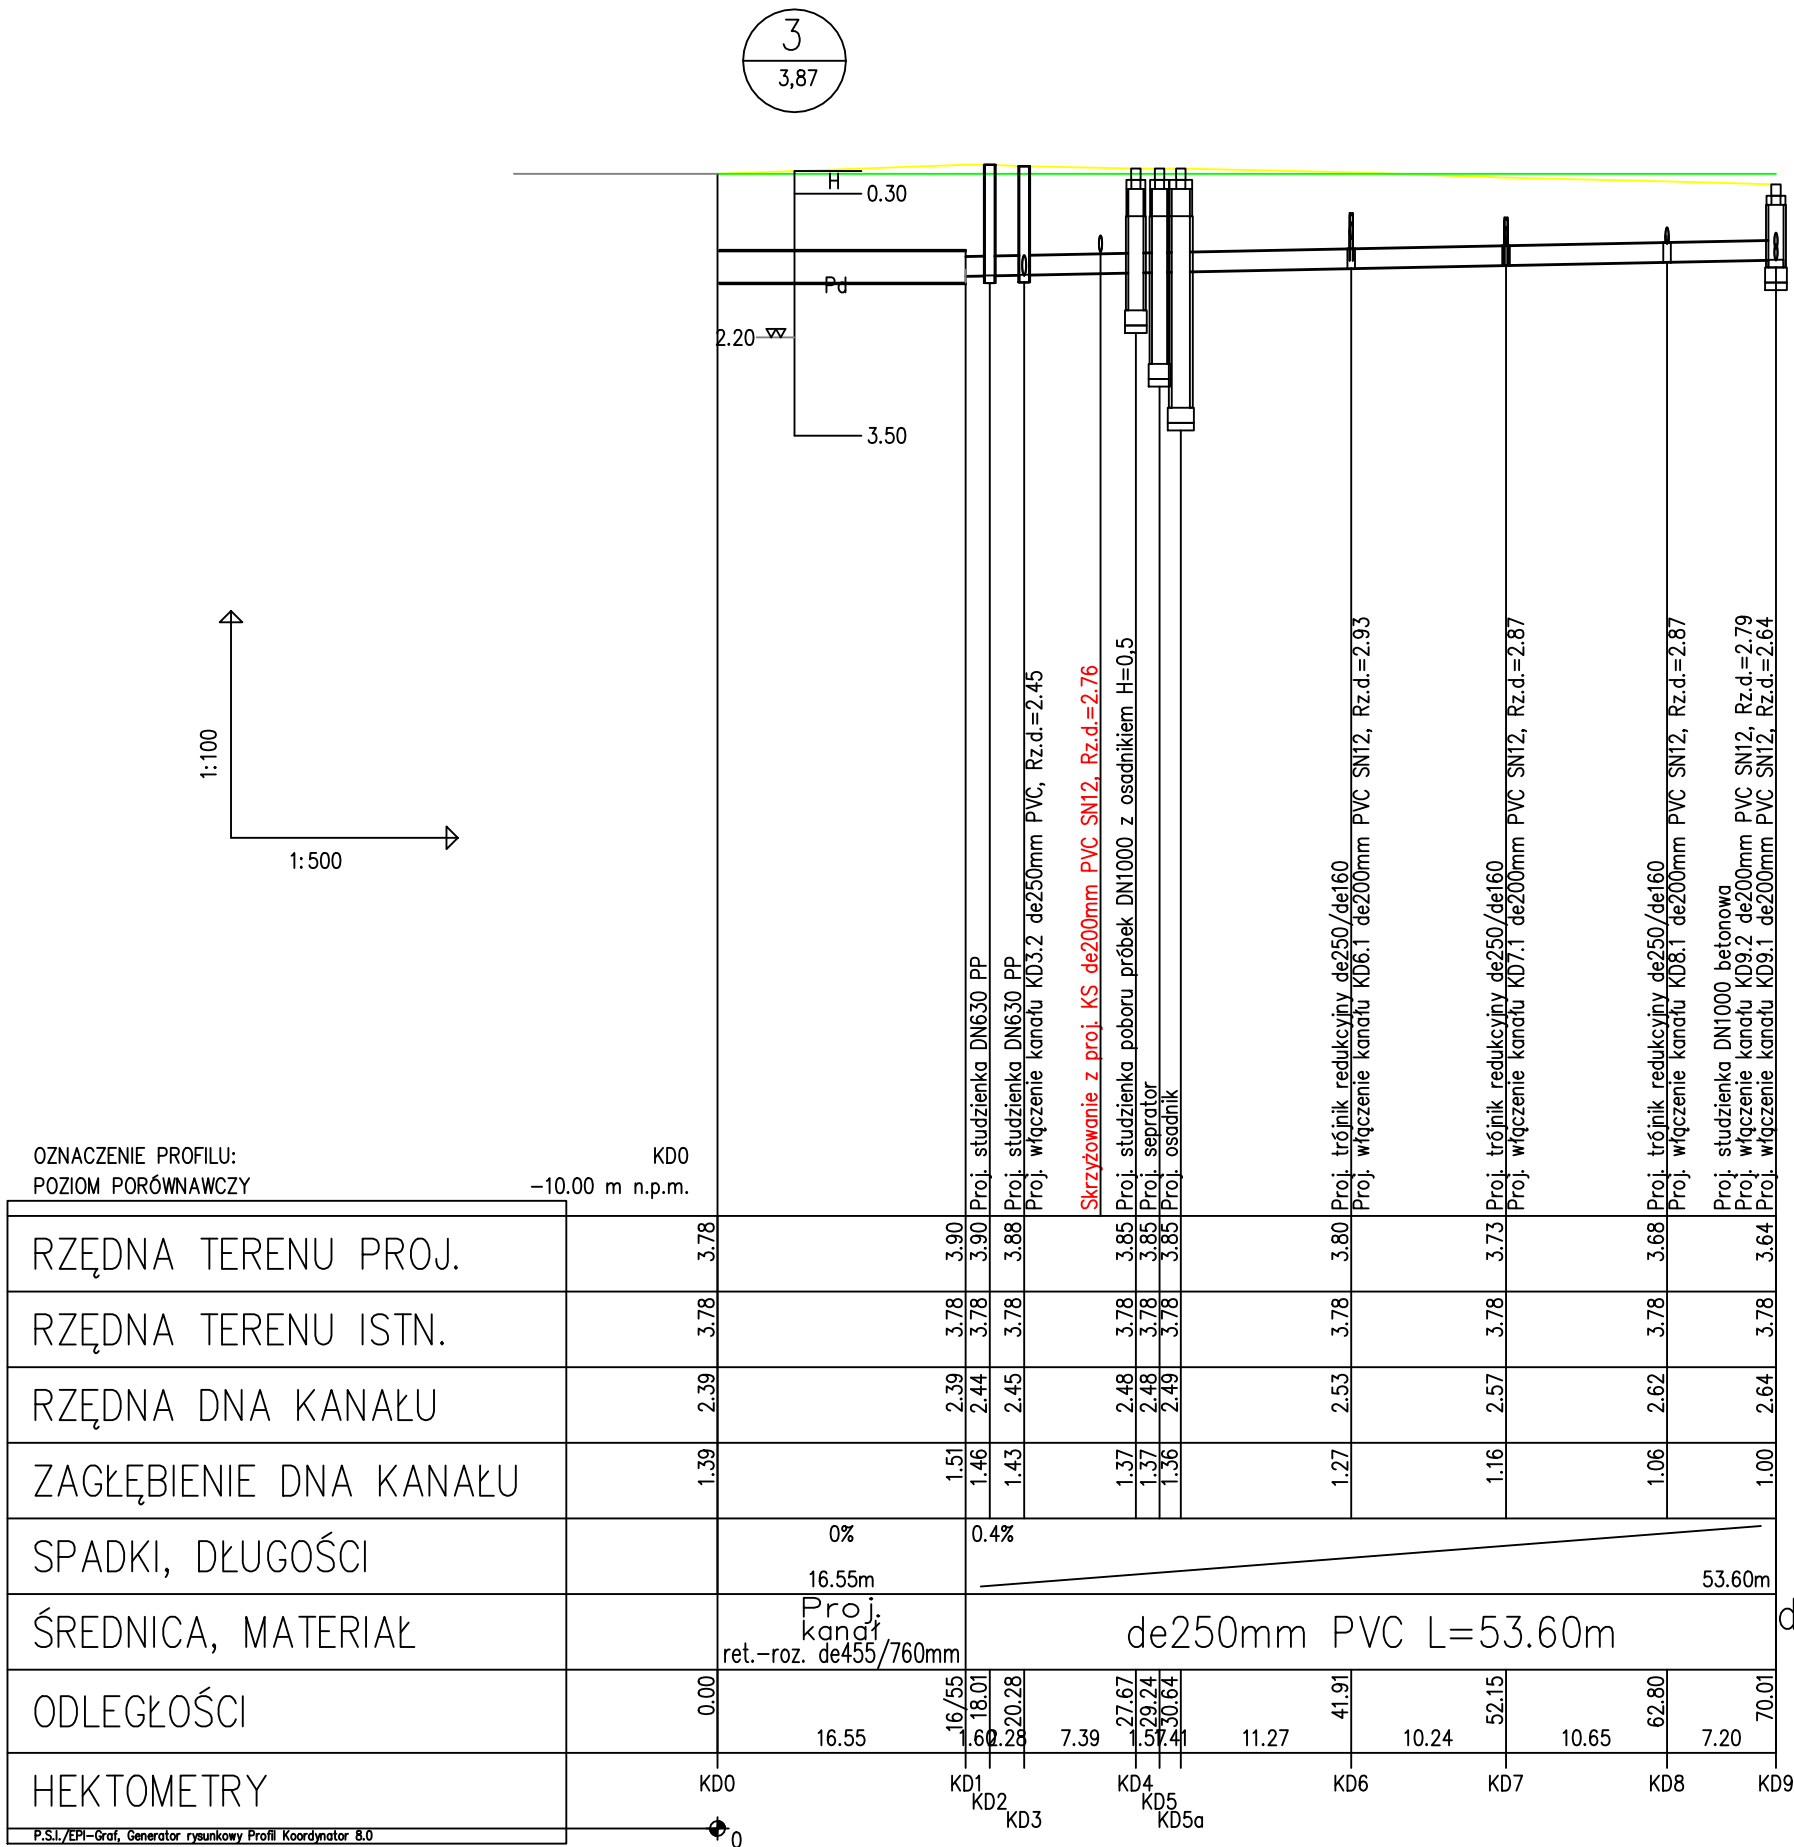 3
3,87
H
0.30
Pd
2.20
3.50
1:100
1:500
Proj. studzienka DN630 PP
Proj. studzienka DN630 PP
Proj. włączenie kanału KD3.2 de250mm PVC, Rz.d.=2.45
Skrzyżowanie z proj. KS de200mm PVC SN12, Rz.d.=2.76
Proj. studzienka poboru próbek DN1000 z osadnikiem H=0,5
Proj. seprator
Proj. osadnik
Proj. trójnik redukcyjny de250/de160
Proj. włączenie kanału KD6.1 de200mm PVC SN12, Rz.d.=2.93
Proj. trójnik redukcyjny de250/de160
Proj. włączenie kanału KD7.1 de200mm PVC SN12, Rz.d.=2.87
Proj. trójnik redukcyjny de250/de160
Proj. włączenie kanału KD8.1 de200mm PVC SN12, Rz.d.=2.87
Proj. studzienka DN1000 betonowa
Proj. włączenie kanału KD9.2 de200mm PVC SN12, Rz.d.=2.79
Proj. włączenie kanału KD9.1 de200mm PVC SN12, Rz.d.=2.64
OZNACZENIE PROFILU: KD0
POZIOM PORÓWNAWCZY -10.00 m n.p.m.
RZĘDNA TERENU PROJ. 3.78 3.90 3.90 3.88 3.85 3.85 3.85 3.80 3.73 3.68 3.64
RZĘDNA TERENU ISTN. 3.78 3.78 3.78 3.78 3.78 3.78 3.78 3.78 3.78 3.78 3.78
RZĘDNA DNA KANAŁU 2.39 2.39 2.44 2.45 2.48 2.48 2.49 2.53 2.57 2.62 2.64
ZAGŁĘBIENIE DNA KANAŁU 1.39 1.51 1.46 1.43 1.37 1.37 1.36 1.27 1.16 1.06 1.00
SPADKI, DŁUGOŚCI
0% 0.4%
16.55m 53.60m
ŚREDNICA, MATERIAŁ
Proj.
kanał
ret.-roz. de455/760mm
de250mm PVC L=53.60m
d
ODLEGŁOŚCI
0.00 16/55 18.01 20.28 27.67 29.24 30.64 41.91 52.15 62.80 70.01
16.55 1.60 2.28 7.39 1.57 1.41 11.27 10.24 10.65 7.20
HEKTOMETRY
KD0 KD1 KD4 KD6 KD7 KD8 KD9
KD2 KD5
KD3 KD5a
P.S.I./EPI-Graf, Generator rysunkowy Profil Koordynator 8.0
0